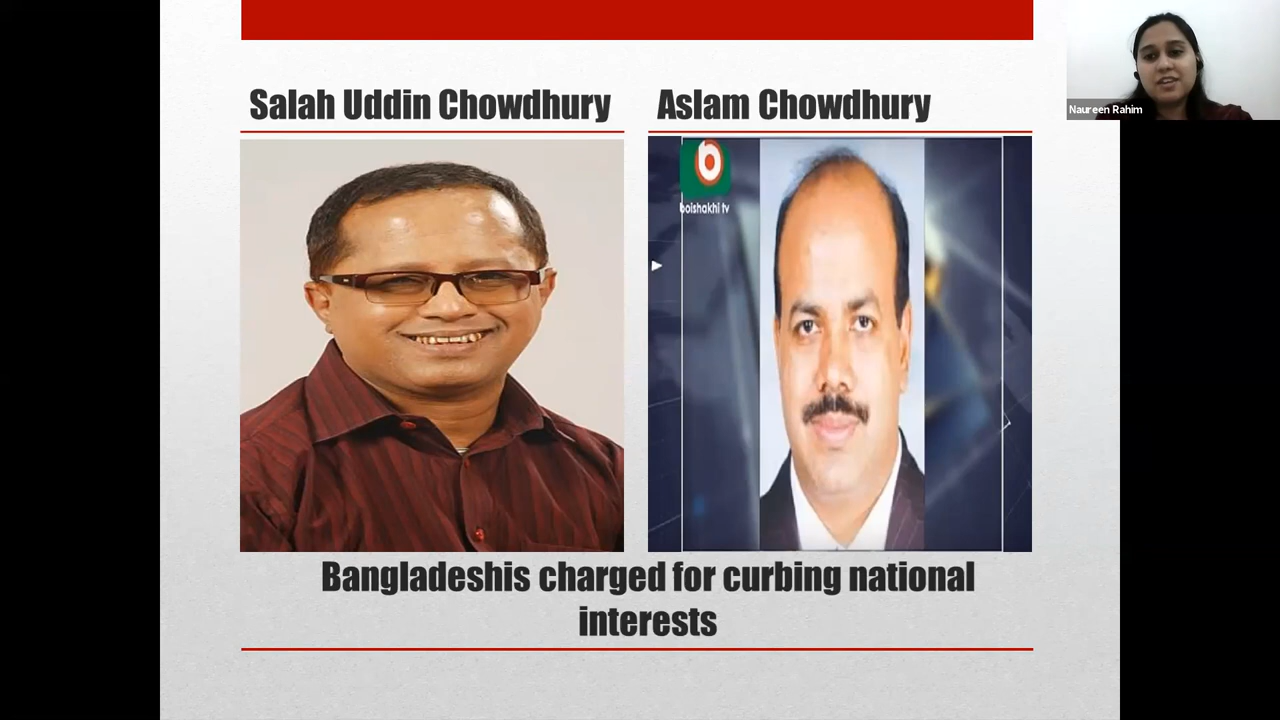 Salah Uddin Chowdhury
Aslam Chowdhury
Naureen Rahim
boishakhi tv
Bangladeshis charged for curbing national
interests